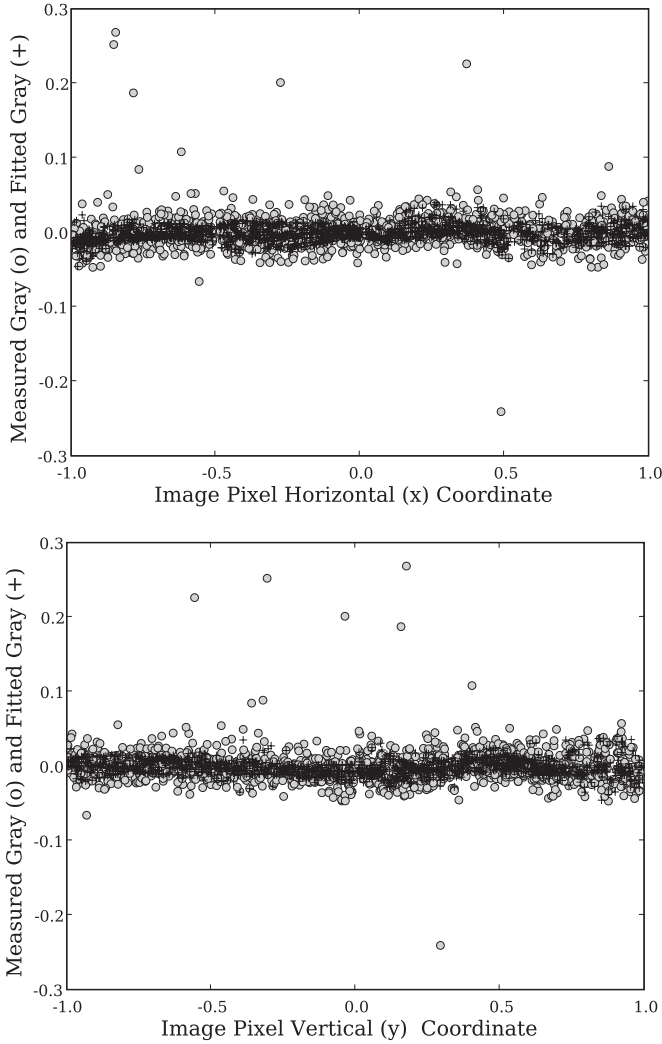 0.3
0.2
0.1
0.0
-0.1
-0.2
-0.3
Measured Gray (o) and Fitted Gray (+)
-1.0 -0.5 0.0 0.5 1.0
Image Pixel Horizontal (x) Coordinate
0.3
0.2
0.1
0.0
-0.1
-0.2
-0.3
Measured Gray (o) and Fitted Gray (+)
-1.0 -0.5 0.0 0.5 1.0
Image Pixel Vertical (y) Coordinate